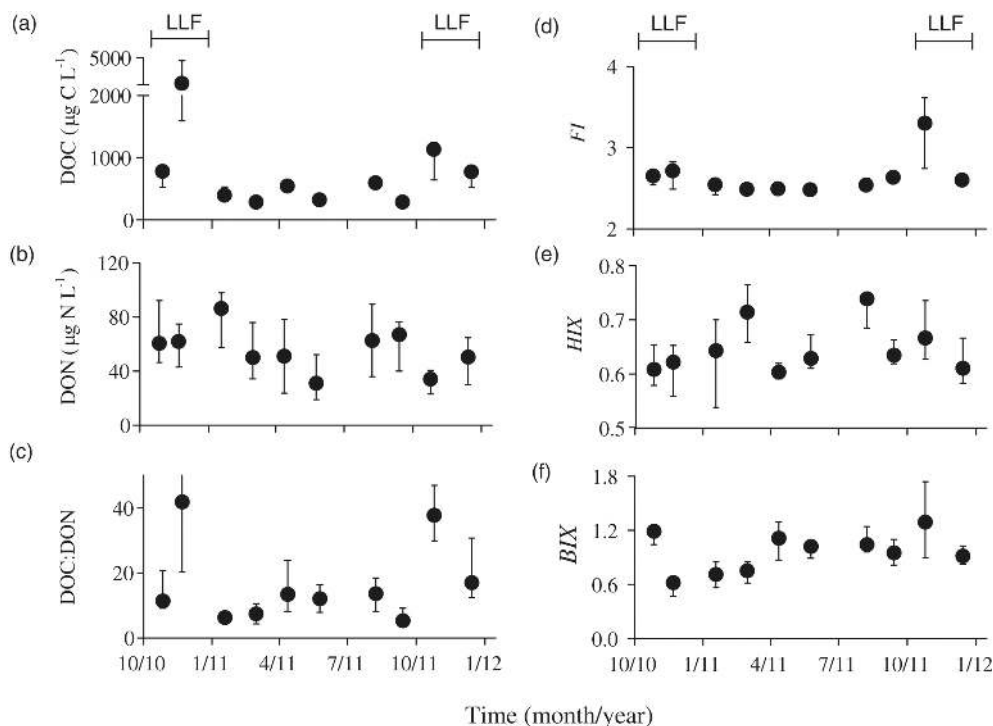 (a)
LLF
LLF
DOC (μg C L⁻¹)
5000
2000
1000
0
(b)
DON (μg N L⁻¹)
120
80
40
0
(c)
DOC:DON
40
20
0
10/10
1/11
4/11
7/11
10/11
1/12
(d)
LLF
LLF
FI
4
3
2
(e)
HIX
0.8
0.7
0.6
0.5
(f)
BIX
1.8
1.2
0.6
0.0
10/10
1/11
4/11
7/11
10/11
1/12
Time (month/year)